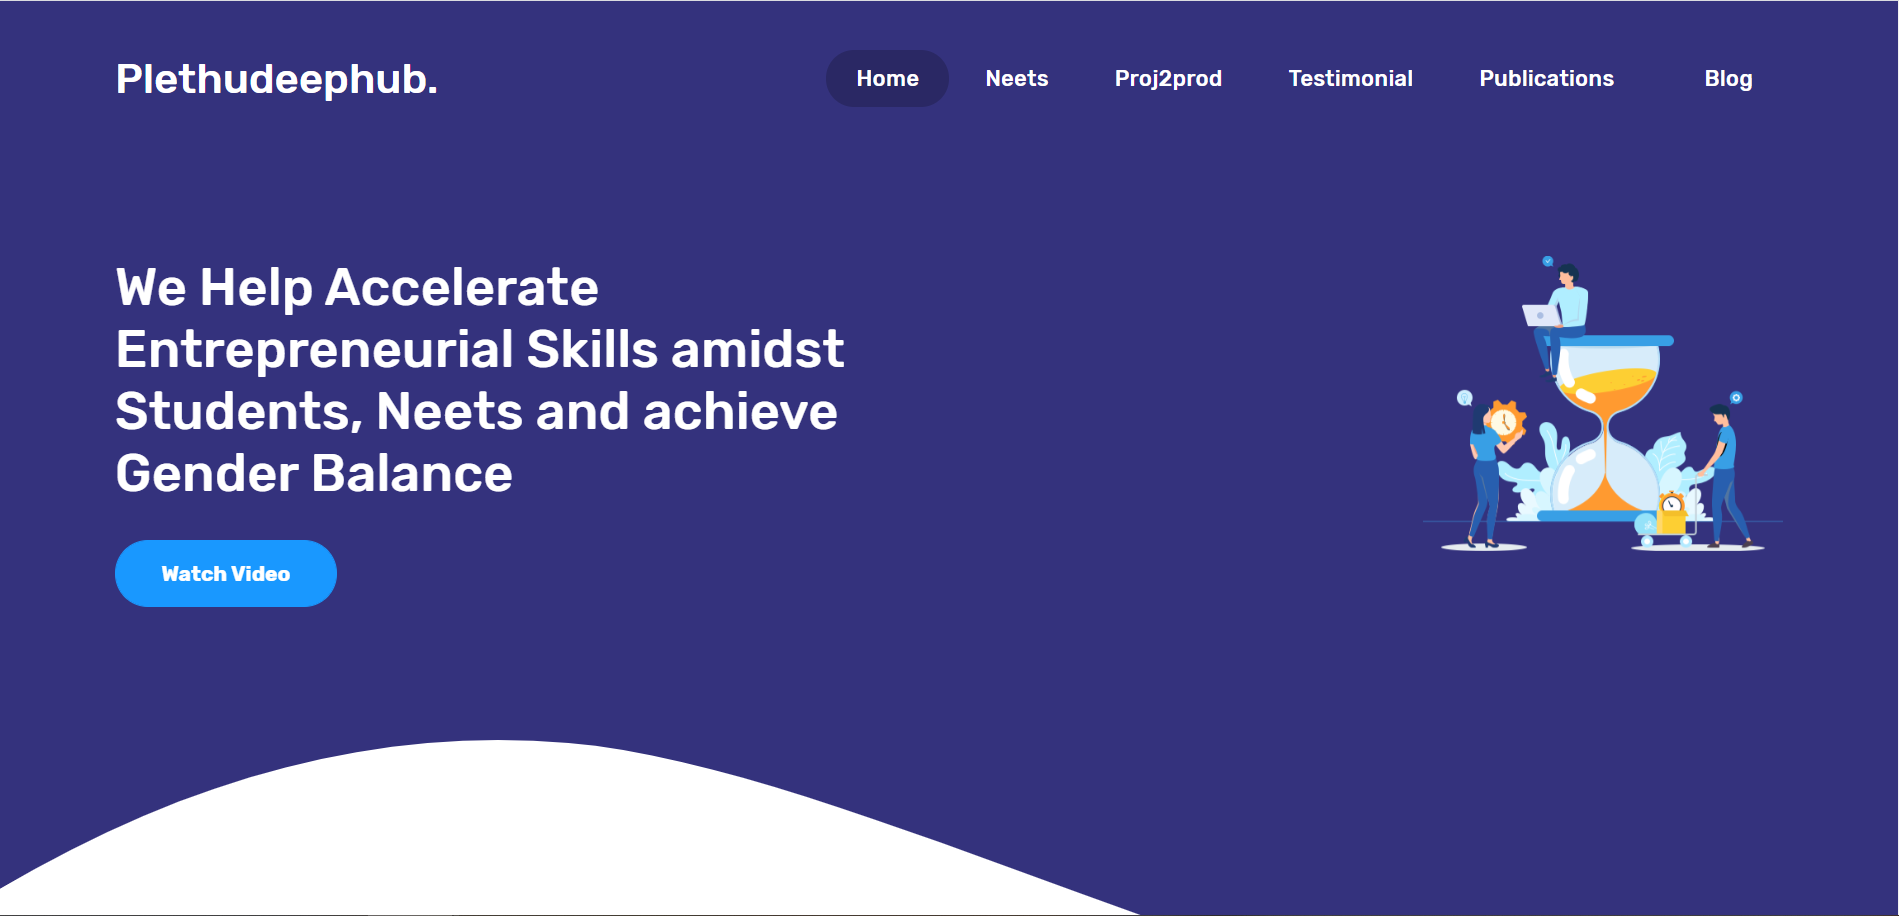 Plethudeephub.
Home Neets Proj2prod Testimonial Publications Blog
We Help Accelerate
Entrepreneurial Skills amidst
Students, Neets and achieve
Gender Balance
Watch Video